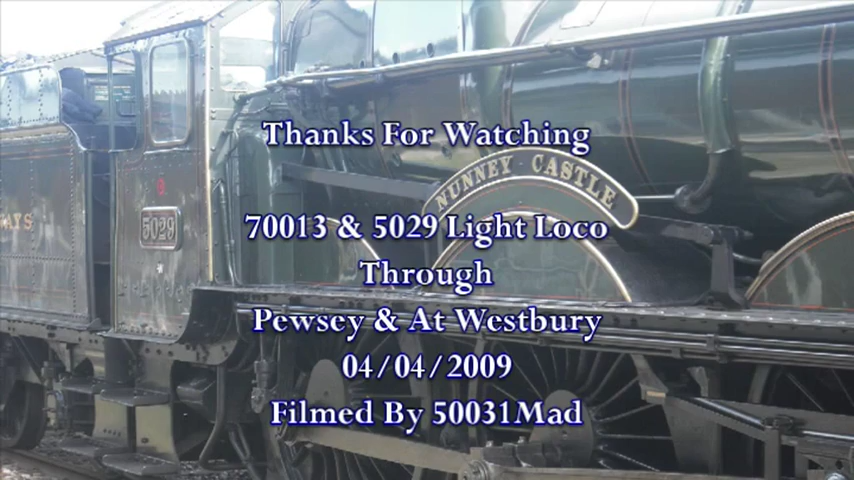 Thanks For Watching
NUNNEY CASTLE
70013 & 5029 Light Loco
5029
Through
Pewsey & At Westbury
04/04/2009
Filmed By 50031Mad